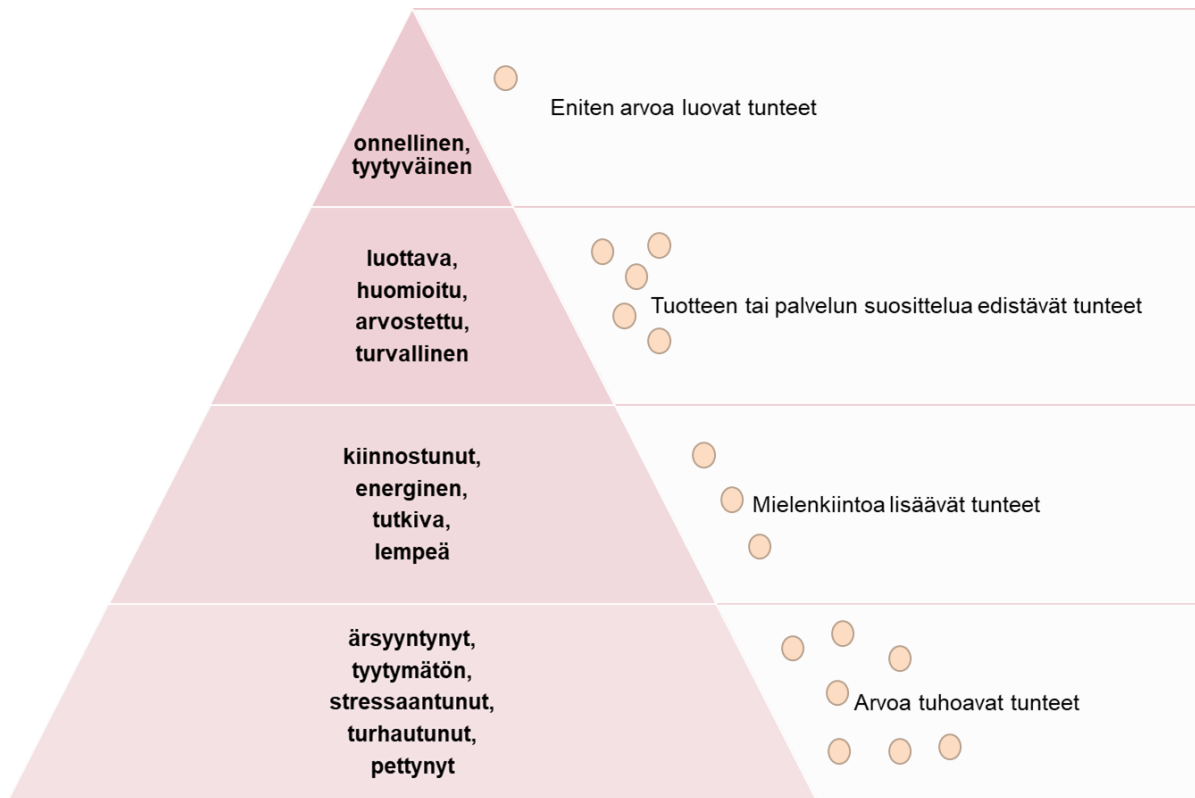 Eniten arvoa luovat tunteet
onnellinen,
tyytyväinen
luottava,
huomioitu,
arvostettu,
turvallinen
Tuotteen tai palvelun suosittelua edistävät tunteet
kiinnostunut,
energinen,
tutkiva,
lempeä
Mielenkiintoa lisäävät tunteet
ärsyyntynyt,
tyytymätön,
stressaantunut,
turhautunut,
pettynyt
Arvoa tuhoavat tunteet